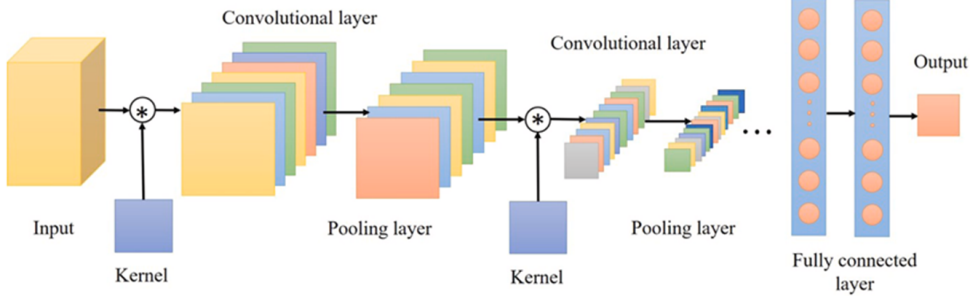 Convolutional layer
Convolutional layer
Output
Input
Pooling layer
Pooling layer
Kernel
Kernel
Fully connected
layer